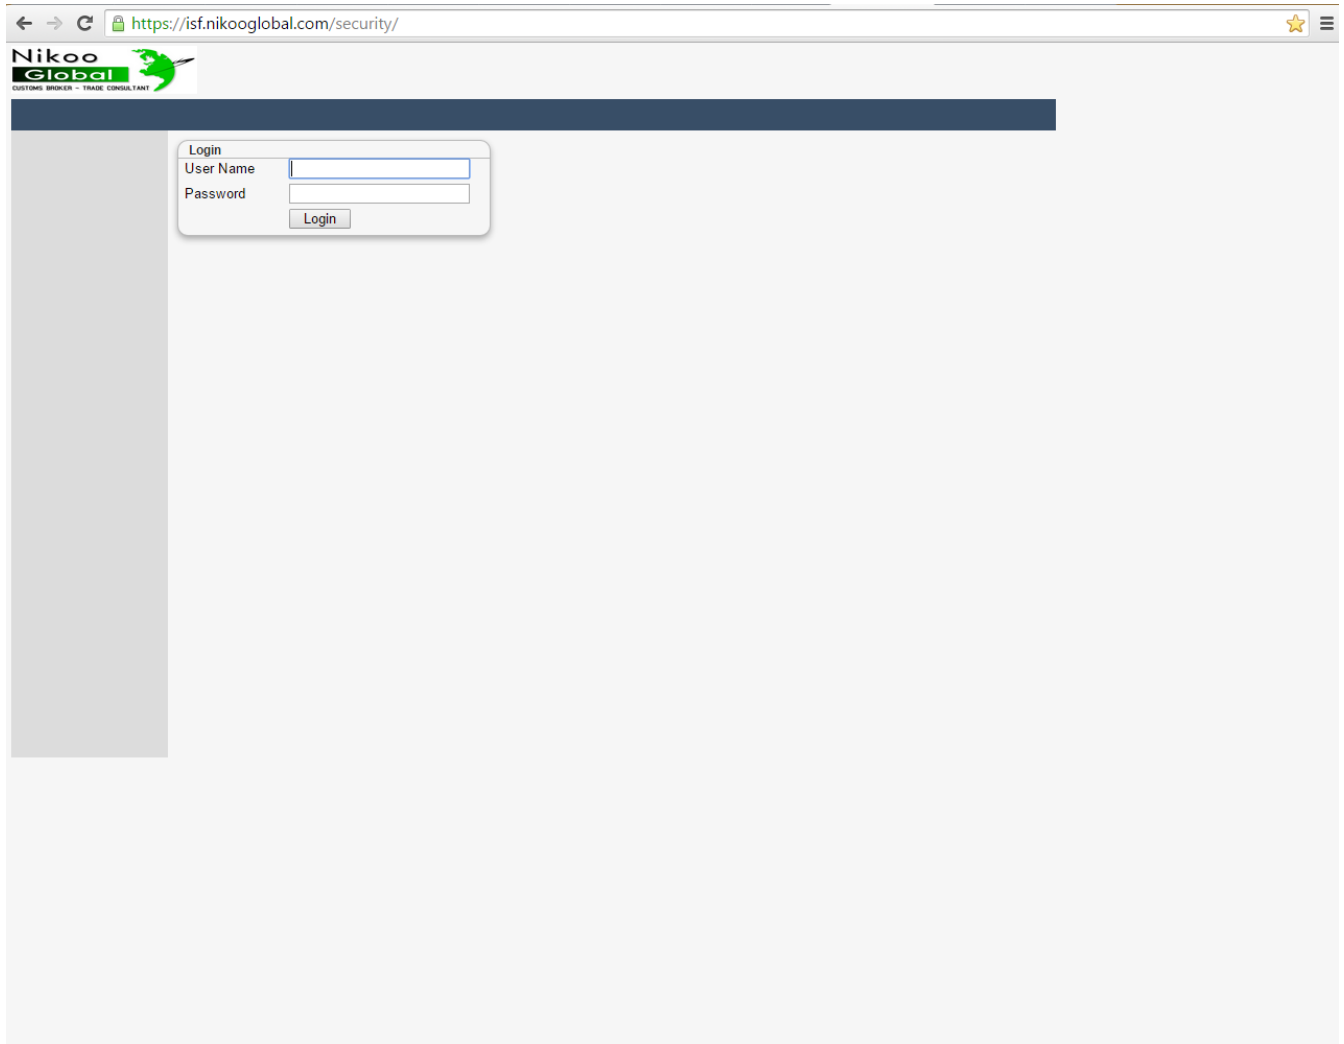 https://isf.nikooglobal.com/security/
Nikoo
Global
CUSTOMS BROKER - TRADE CONSULTANT
Login
User Name
Password
Login